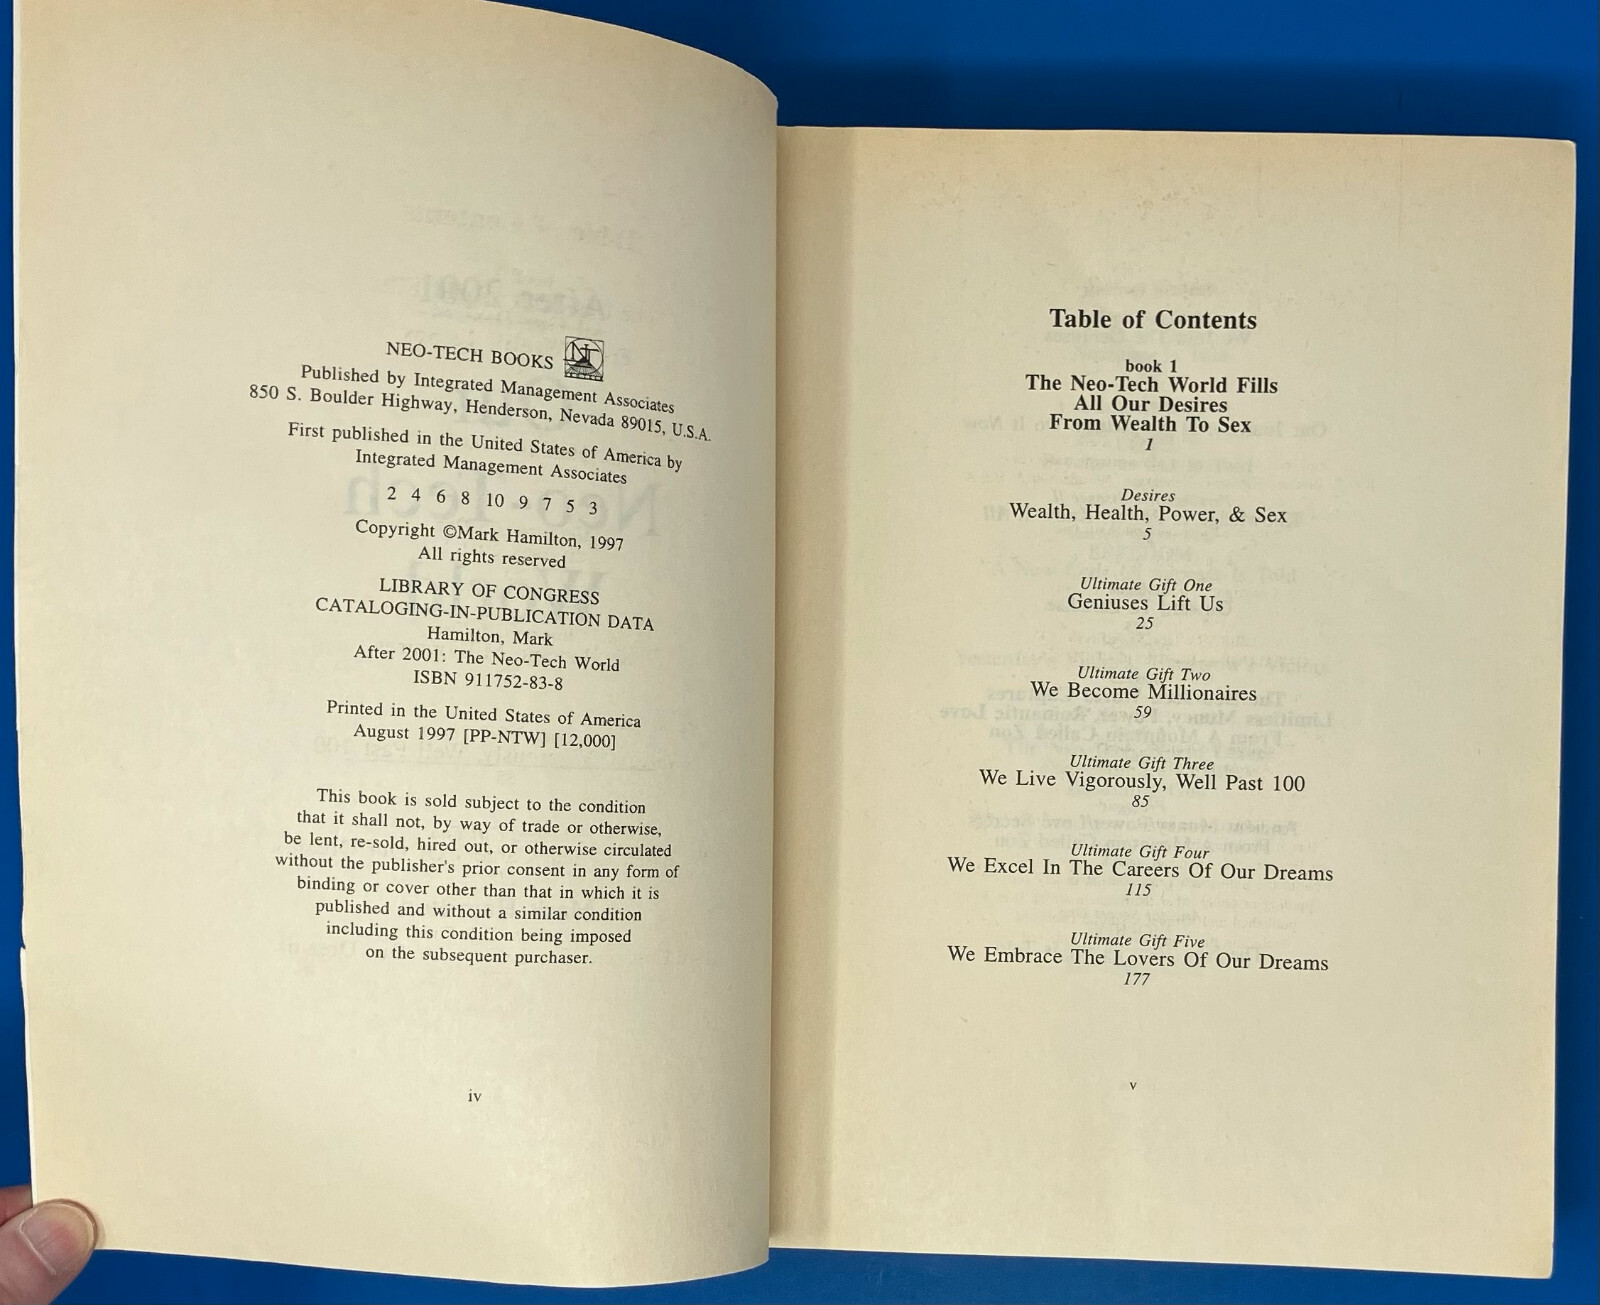 NEO-TECH BOOKS
Published by Integrated Management Associates
850 S. Boulder Highway, Henderson, Nevada 89015, U.S.A.
First published in the United States of America by
Integrated Management Associates
2 4 6 8 10 9 7 5 3
Copyright ©Mark Hamilton, 1997
All rights reserved
LIBRARY OF CONGRESS
CATALOGING-IN-PUBLICATION DATA
Hamilton, Mark
After 2001: The Neo-Tech World
ISBN 911752-83-8
Printed in the United States of America
August 1997 [PP-NTW] [12,000]
This book is sold subject to the condition
that it shall not, by way of trade or otherwise,
be lent, re-sold, hired out, or otherwise circulated
without the publisher's prior consent in any form of
binding or cover other than that in which it is
published and without a similar condition
including this condition being imposed
on the subsequent purchaser.
iv
Table of Contents
book 1
The Neo-Tech World Fills
All Our Desires
From Wealth To Sex
1
Desires
Wealth, Health, Power, & Sex
5
Ultimate Gift One
Geniuses Lift Us
25
Ultimate Gift Two
We Become Millionaires
59
Ultimate Gift Three
We Live Vigorously, Well Past 100
85
Ultimate Gift Four
We Excel In The Careers Of Our Dreams
115
Ultimate Gift Five
We Embrace The Lovers Of Our Dreams
177
v